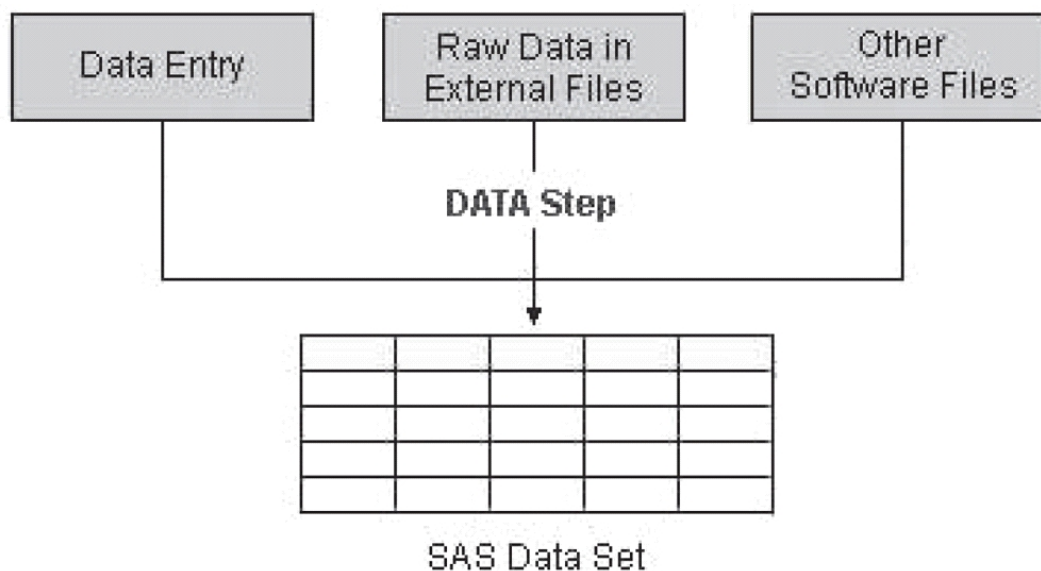 Data Entry
Raw Data in
External Files
Other
Software Files
DATA Step
SAS Data Set